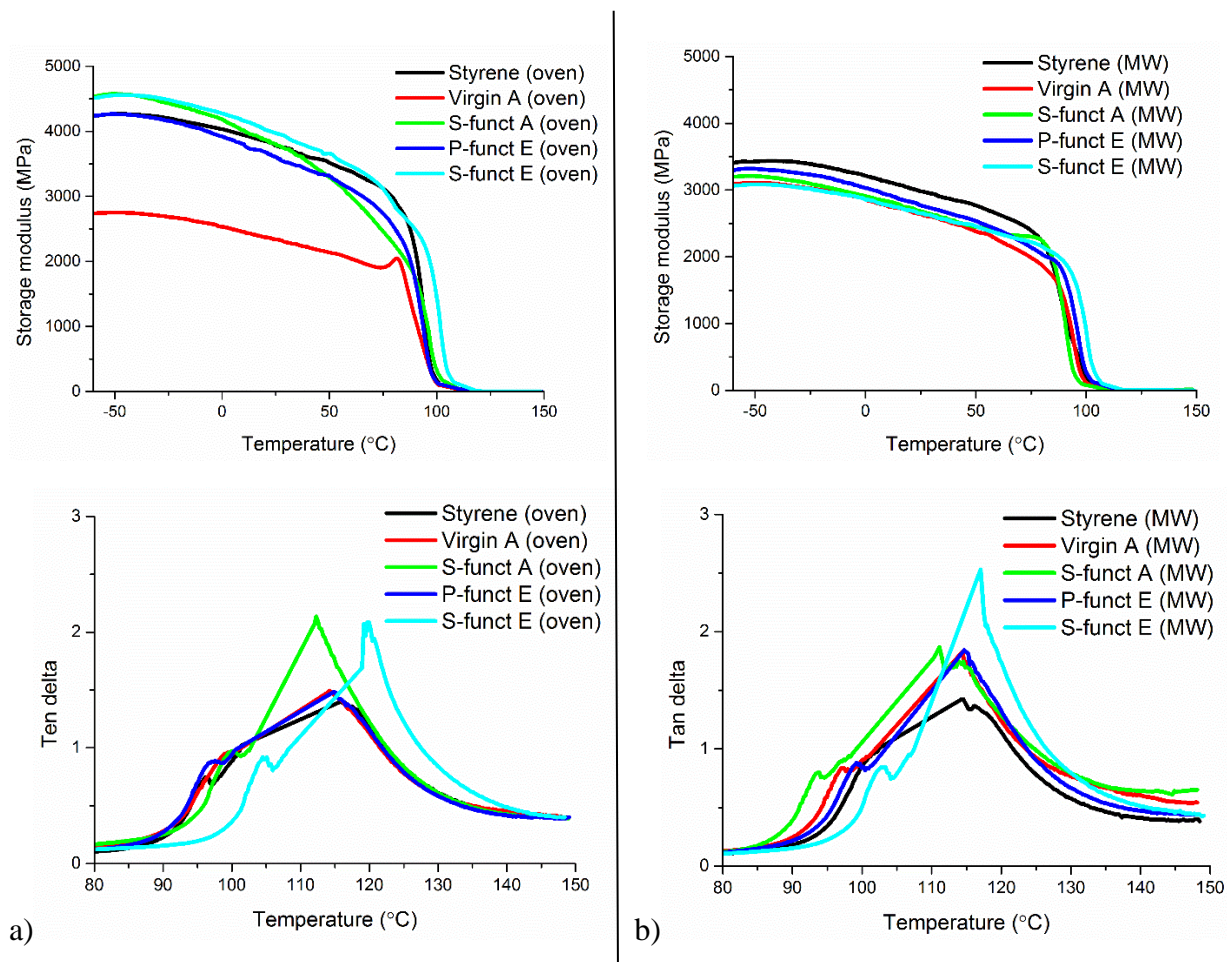 5000
4000
3000
2000
1000
0
Storage modulus (MPa)
Styrene (oven)
Virgin A (oven)
S-funct A (oven)
P-funct E (oven)
S-funct E (oven)
-50
0
50
100
150
Temperature (°C)
5000
4000
3000
2000
1000
0
Storage modulus (MPa)
Styrene (MW)
Virgin A (MW)
S-funct A (MW)
P-funct E (MW)
S-funct E (MW)
-50
0
50
100
150
Temperature (°C)
3
2
1
0
Ten delta
Styrene (oven)
Virgin A (oven)
S-funct A (oven)
P-funct E (oven)
S-funct E (oven)
80
90
100
110
120
130
140
150
Temperature (°C)
a)
3
2
1
0
Tan delta
Styrene (MW)
Virgin A (MW)
S-funct A (MW)
P-funct E (MW)
S-funct E (MW)
80
90
100
110
120
130
140
150
Temperature (°C)
b)